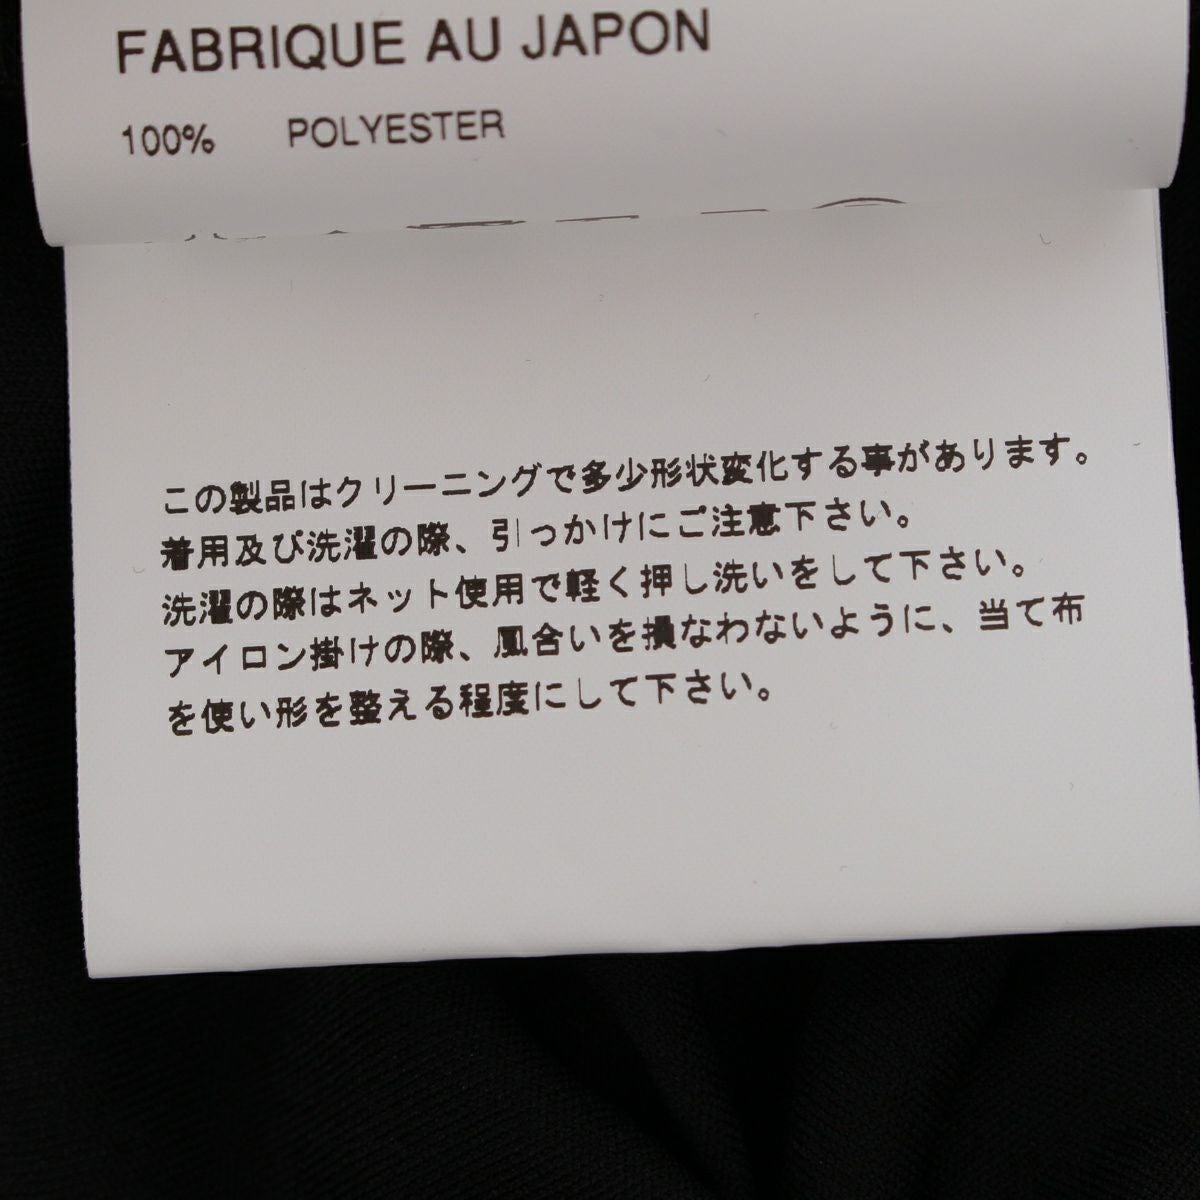 FABRIQUE AU JAPON
100% POLYESTER
この製品はクリーニングで多少形状変化する事があります。
着用及び洗濯の際、引っかけにご注意下さい。
洗濯の際はネット使用で軽く押し洗いをして下さい。
アイロン掛けの際、風合いを損なわないように、当て布
を使い形を整える程度にして下さい。